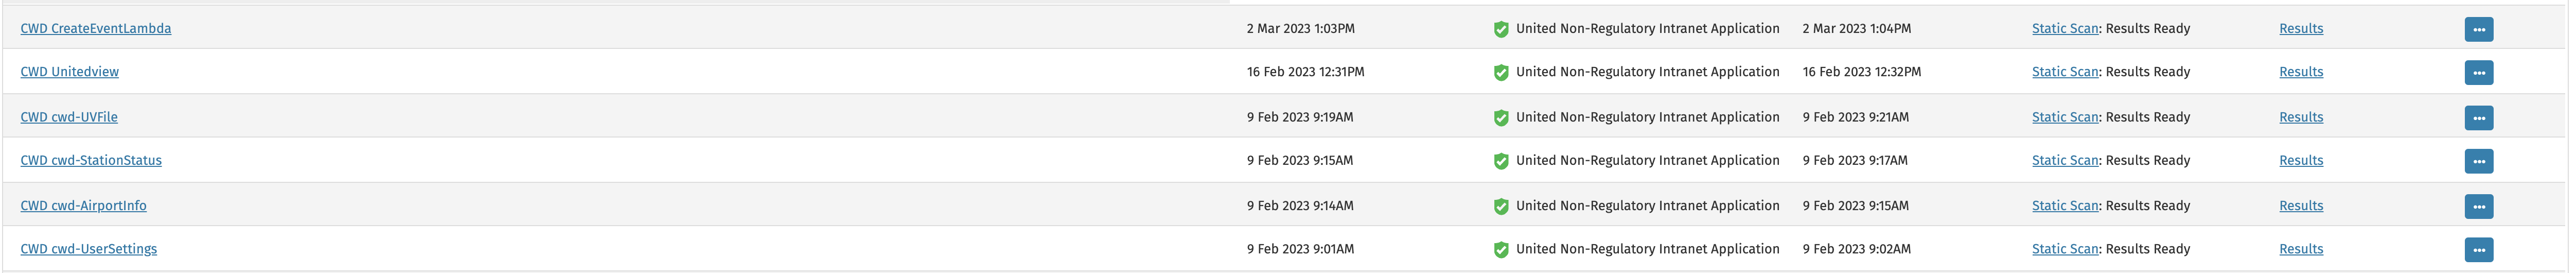 CWD CreateEventLambda 2 Mar 2023 1:03PM United Non-Regulatory Intranet Application 2 Mar 2023 1:04PM Static Scan: Results Ready Results
CWD Unitedview 16 Feb 2023 12:31PM United Non-Regulatory Intranet Application 16 Feb 2023 12:32PM Static Scan: Results Ready Results
CWD cwd-UVFile 9 Feb 2023 9:19AM United Non-Regulatory Intranet Application 9 Feb 2023 9:21AM Static Scan: Results Ready Results
CWD cwd-StationStatus 9 Feb 2023 9:15AM United Non-Regulatory Intranet Application 9 Feb 2023 9:17AM Static Scan: Results Ready Results
CWD cwd-AirportInfo 9 Feb 2023 9:14AM United Non-Regulatory Intranet Application 9 Feb 2023 9:15AM Static Scan: Results Ready Results
CWD cwd-UserSettings 9 Feb 2023 9:01AM United Non-Regulatory Intranet Application 9 Feb 2023 9:02AM Static Scan: Results Ready Results